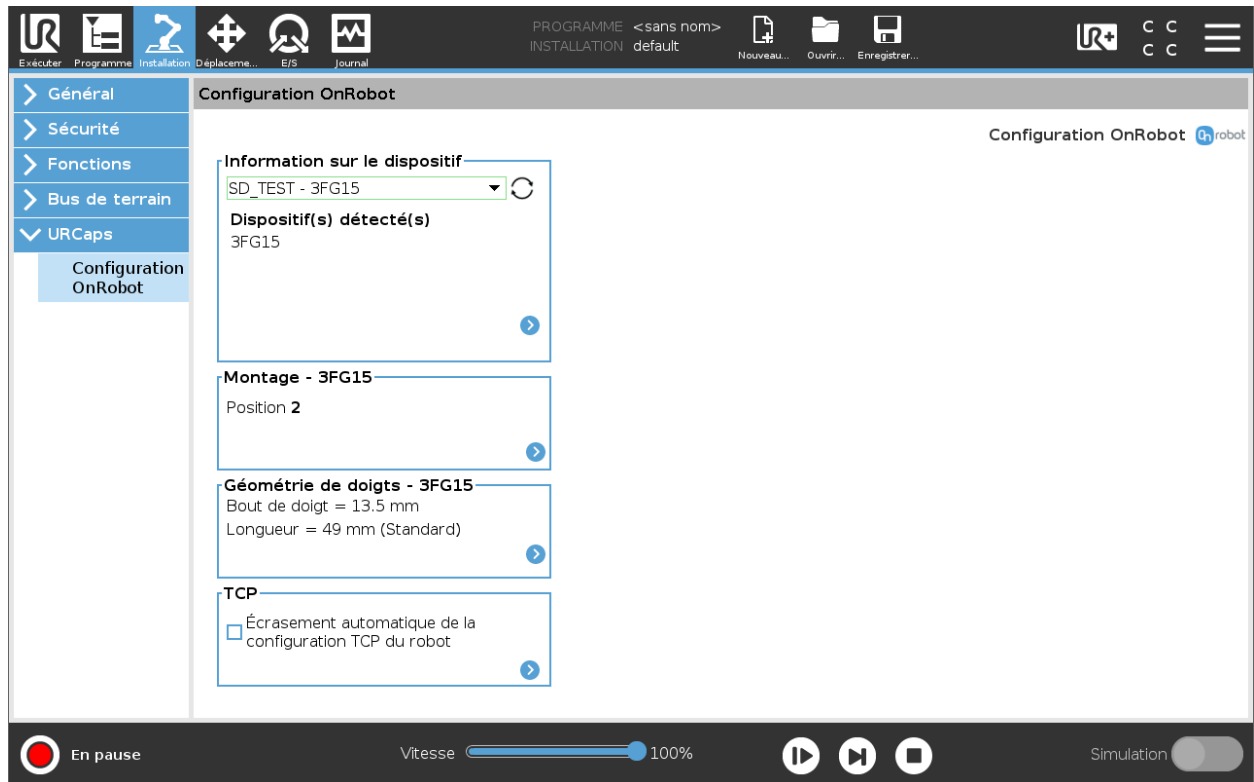 PROGRAMME <sans nom>
INSTALLATION default
Exécuter Programme Installation Déplaceme... E/S Journal
Nouveau... Ouvrir... Enregistrer...
UR+
C C
C C
Général
Sécurité
Fonctions
Bus de terrain
URCaps
Configuration
OnRobot
Configuration OnRobot
Configuration OnRobot On robot
Information sur le dispositif
SD_TEST - 3FG15
Dispositif(s) détecté(s)
3FG15
Montage - 3FG15
Position 2
Géométrie de doigts - 3FG15
Bout de doigt = 13.5 mm
Longueur = 49 mm (Standard)
TCP
Écrasement automatique de la
configuration TCP du robot
En pause
Vitesse 100%
Simulation